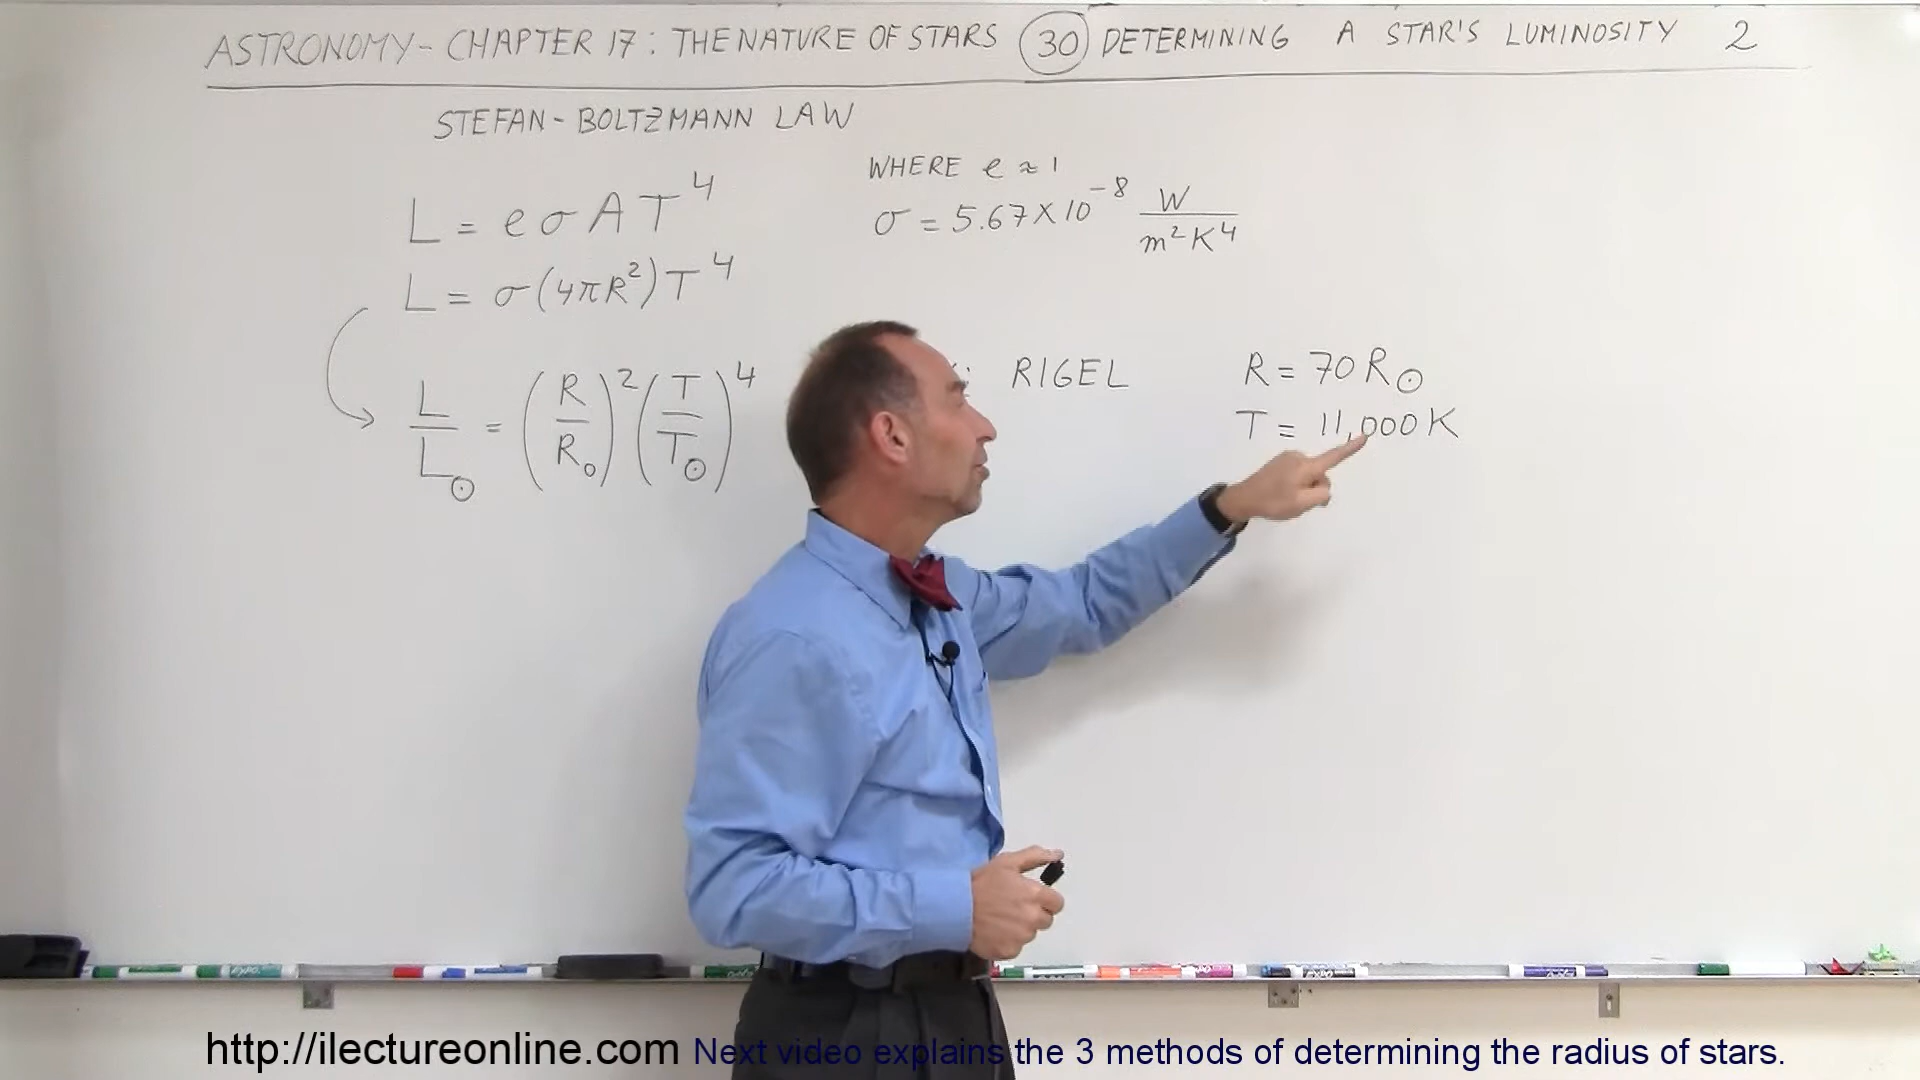 ASTRONOMY - CHAPTER 17: THE NATURE OF STARS (30) DETERMINING A STAR'S LUMINOSITY 2
STEFAN - BOLTZMANN LAW
L = eσAT⁴
WHERE e ≈ 1
σ = 5.67 × 10⁻⁸ W/m²K⁴
L = σ(4πR²)T⁴
L/L☉ = (R/R☉)² (T/T☉)⁴
: RIGEL
R = 70 R☉
T = 11,000 K
http://ilectureonline.com Next video explains the 3 methods of determining the radius of stars.